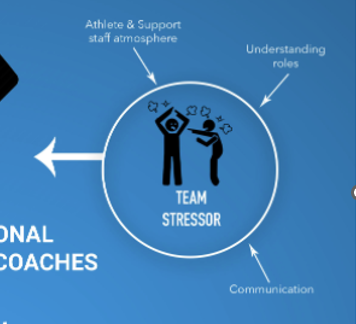 Athlete & Support
staff atmosphere
Understanding
roles
TEAM
STRESSOR
ONAL
COACHES
Communication